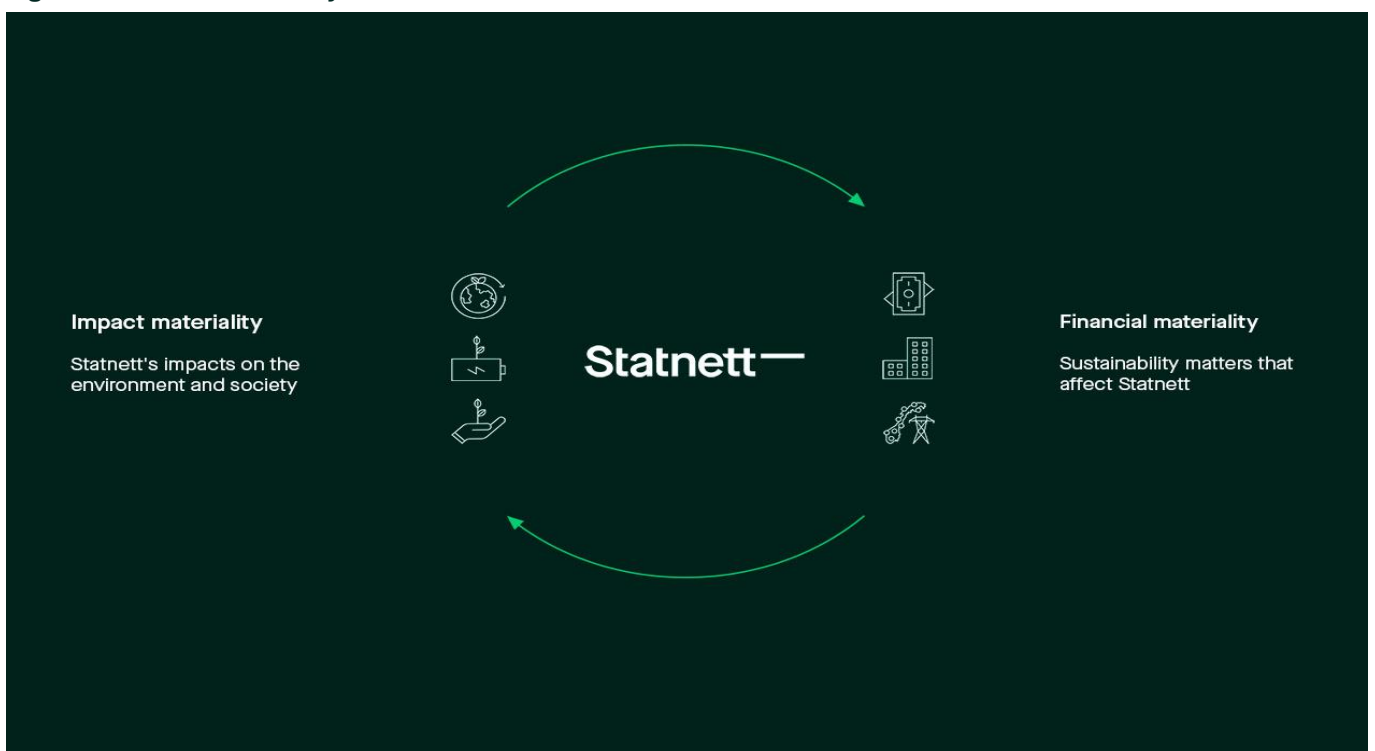 Impact materiality
Statnett's impacts on the
environment and society
Statnett
Financial materiality
Sustainability matters that
affect Statnett